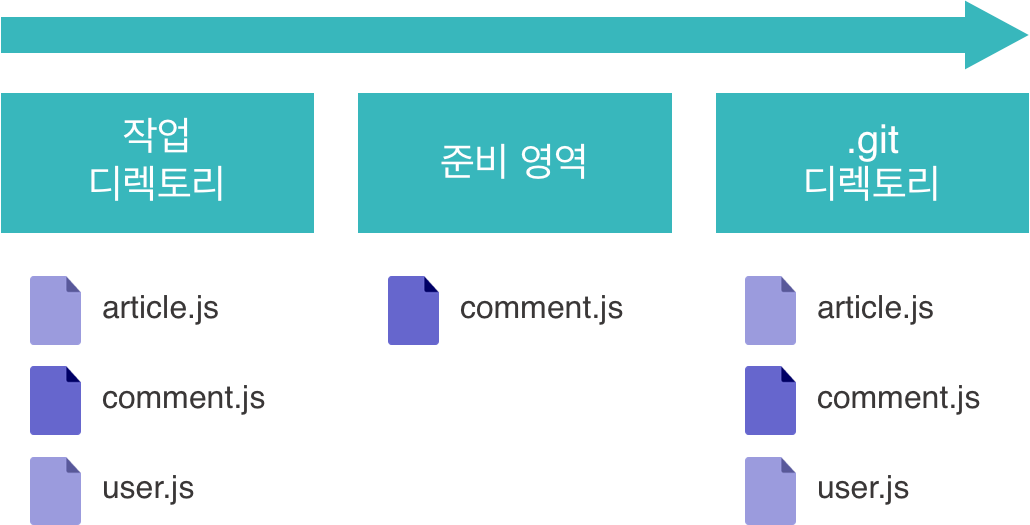 작업
디렉토리
준비 영역
.git
디렉토리
article.js
comment.js
user.js
comment.js
article.js
comment.js
user.js